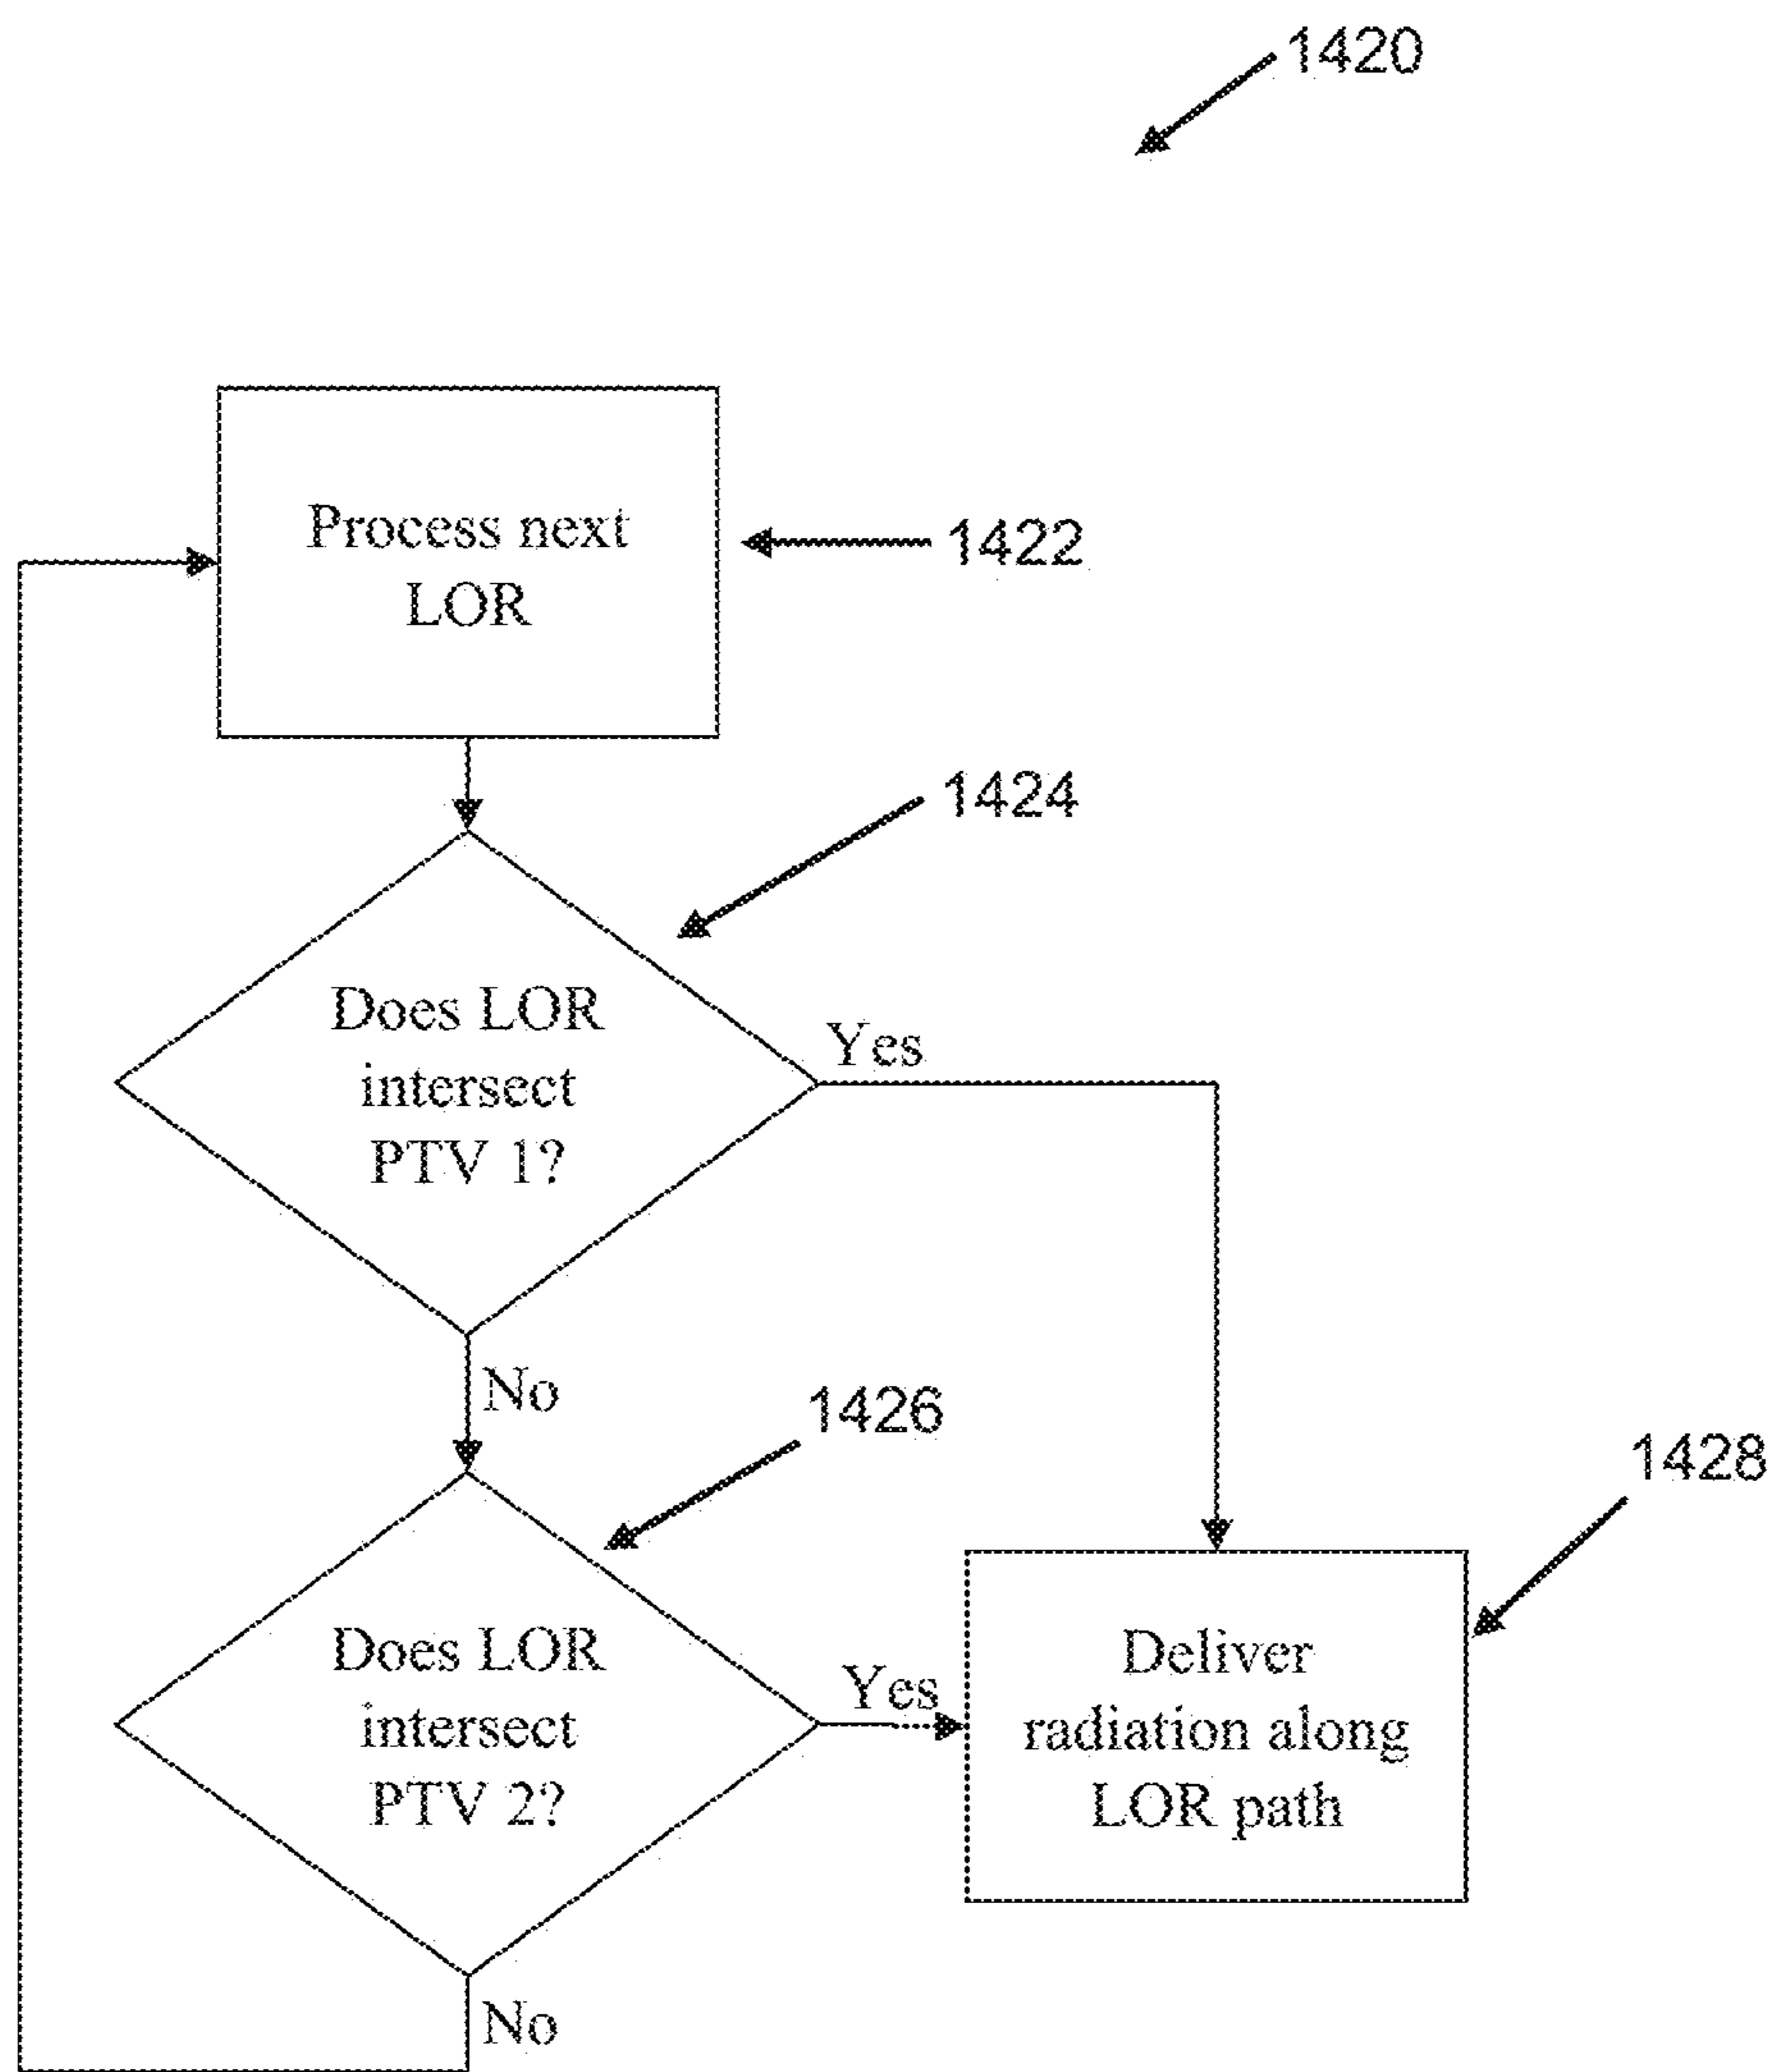 1420
Process next
LOR
1422
1424
Does LOR
intersect
PTV 1?
Yes
No
1426
1428
Does LOR
intersect
PTV 2?
Yes
Deliver
radiation along
LOR path
No